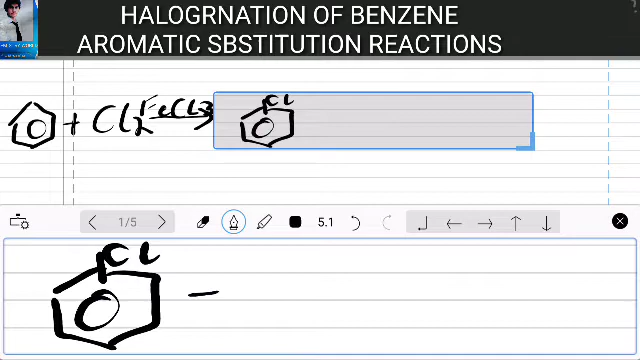 HALOGRNATION OF BENZENE
AROMATIC SBSTITUTION REACTIONS
+ Cl2 FeCl3
Cl
1/5
5.1
Cl